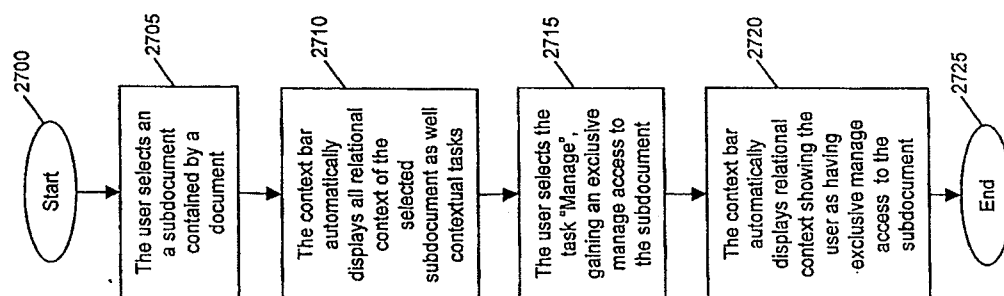 2700
Start
2705
The user selects an
a subdocument
contained by a
document
2710
The context bar
automatically
displays all relational
context of the
selected
subdocument as well
contextual tasks
2715
The user selects the
task "Manage",
gaining an exclusive
manage access to
the subdocument
2720
The context bar
automatically
displays relational
context showing the
user as having
exclusive manage
access to the
subdocument
2725
End